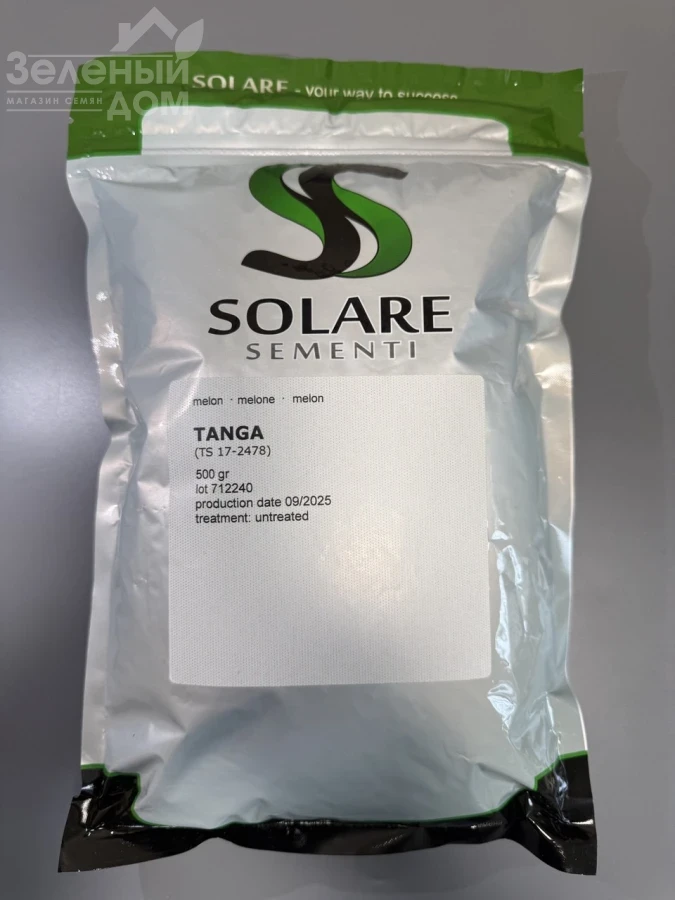 Зеленый
МАГАЗИН СЕМЯН
ДОМ
SOLARE - your way to success
SOLARE
SEMENTI
melon · melone · melon
TANGA
(TS 17-2478)
500 gr
lot 712240
production date 09/2025
treatment: untreated